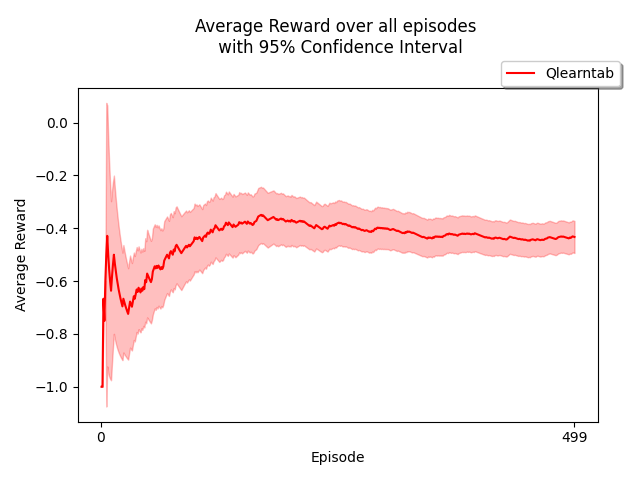 Average Reward over all episodes
with 95% Confidence Interval
Qlearntab
0.0
−0.2
−0.4
−0.6
−0.8
−1.0
Average Reward
0
499
Episode